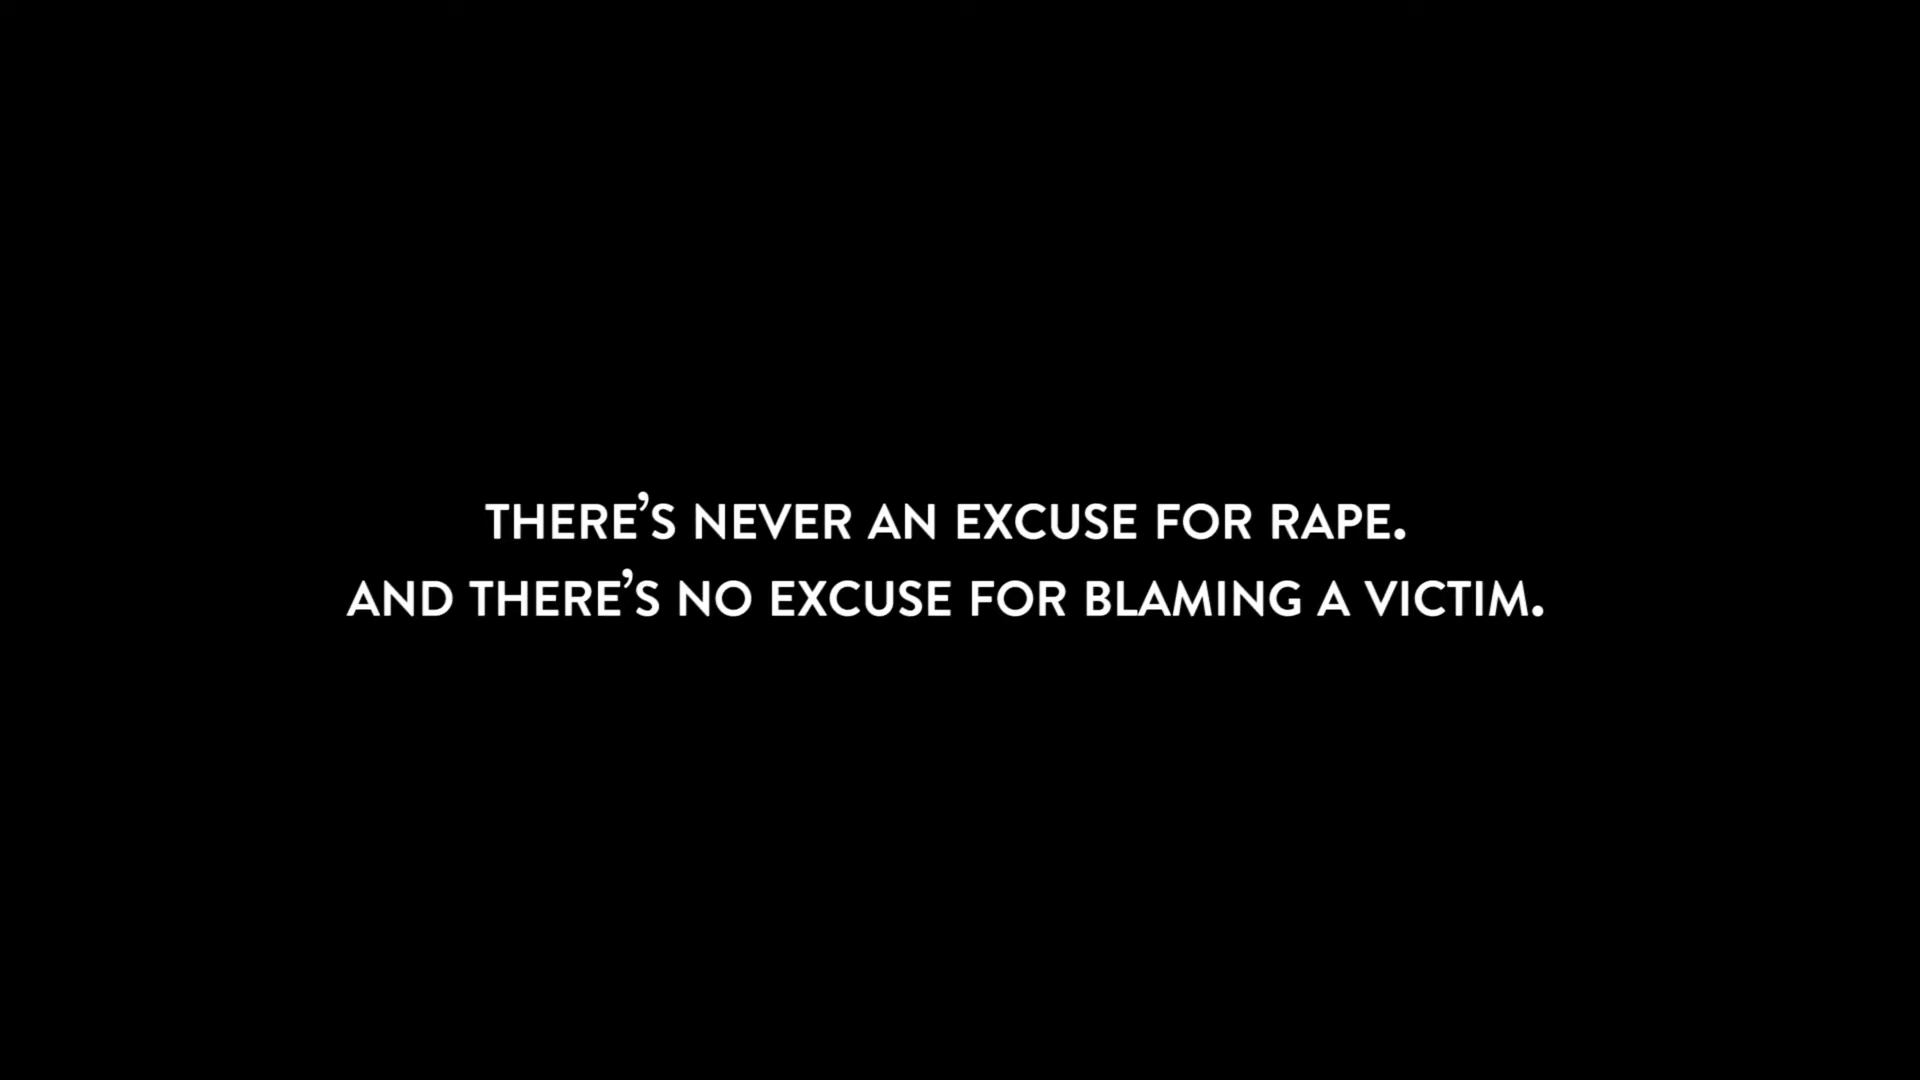 THERE’S NEVER AN EXCUSE FOR RAPE.
AND THERE’S NO EXCUSE FOR BLAMING A VICTIM.